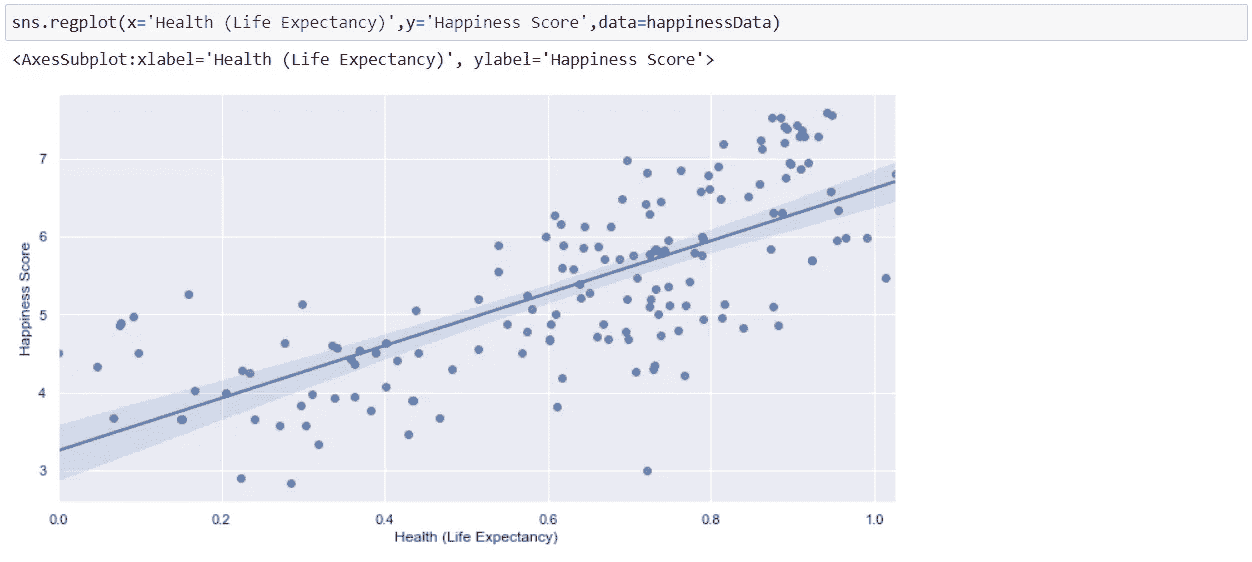 sns.regplot(x='Health (Life Expectancy)',y='Happiness Score',data=happinessData)
<AxesSubplot:xlabel='Health (Life Expectancy)', ylabel='Happiness Score'>
7
6
5
4
3
Happiness Score
0.0 0.2 0.4 0.6 0.8 1.0
Health (Life Expectancy)